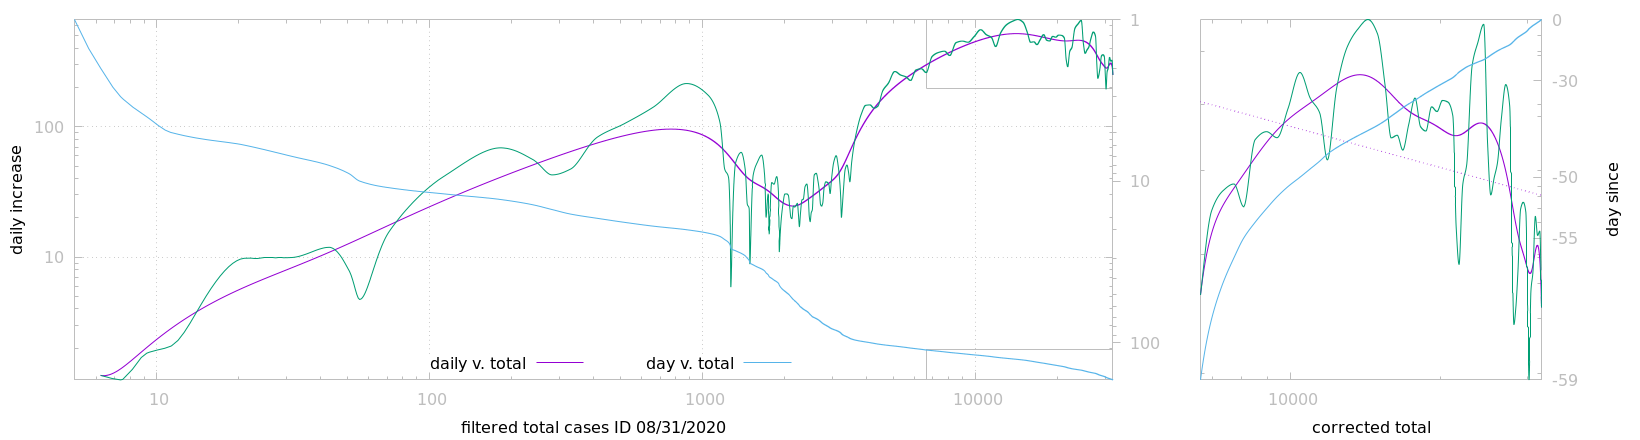 1
0
-30
100
daily increase
10
10
-50
day since
-55
daily v. total
day v. total
100
-59
10
100
1000
10000
10000
filtered total cases ID 08/31/2020
corrected total